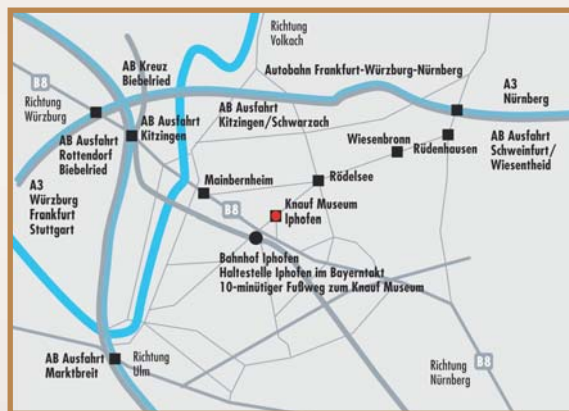 Richtung
Volkach
AB Kreuz
Biebelried
Autobahn Frankfurt-Würzburg-Nürnberg
A3
Nürnberg
B8
Richtung
Würzburg
AB Ausfahrt
Kitzingen
AB Ausfahrt
Kitzingen/Schwarzach
AB Ausfahrt
Rottendorf
Biebelried
Wiesenbronn
Rüdenhausen
AB Ausfahrt
Schweinfurt/
Wiesentheid
A3
Würzburg
Frankfurt
Stuttgart
Mainbernheim
Rödelsee
B8
Knauf Museum
Iphofen
Bahnhof Iphofen
Haltestelle Iphofen im Bayerntakt
10-minütiger Fußweg zum Knauf Museum
AB Ausfahrt
Marktbreit
Richtung
Ulm
B8
Richtung
Nürnberg